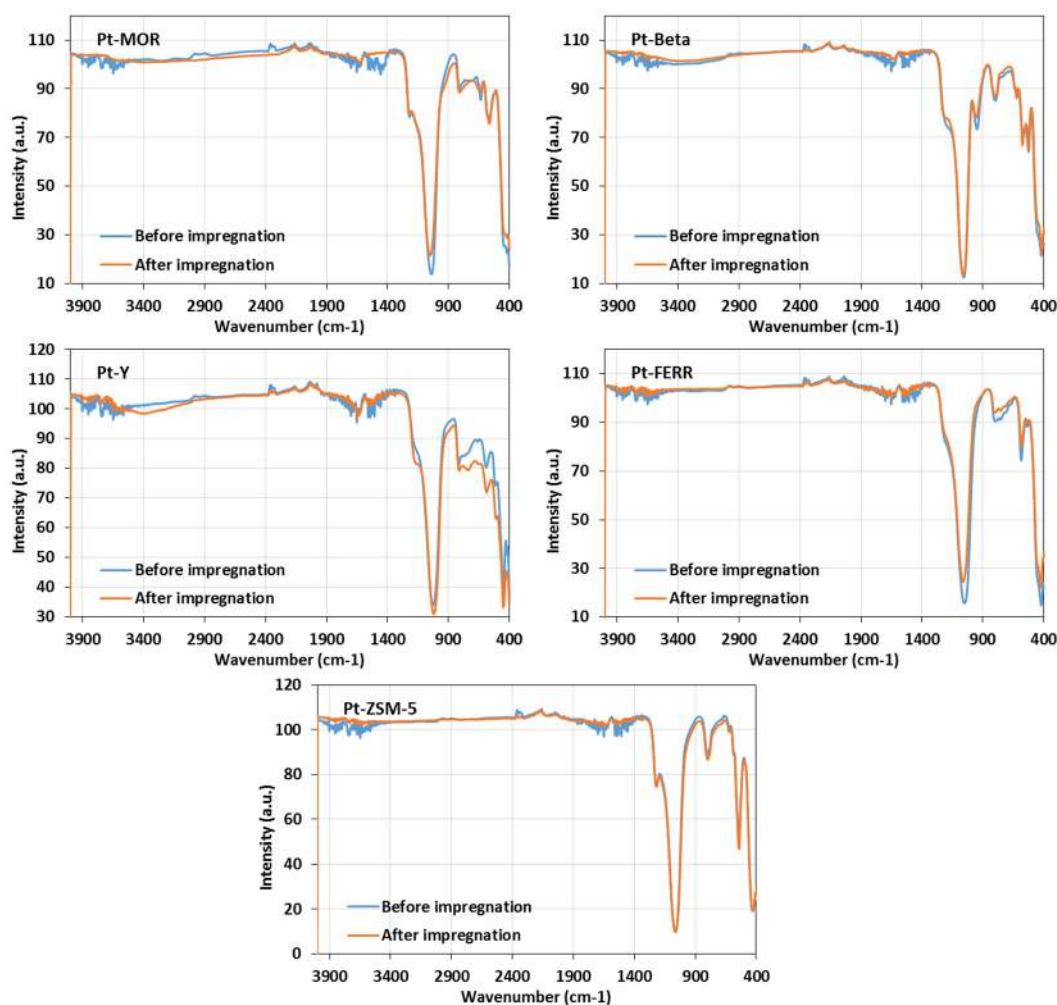 Pt-MOR
Intensity (a.u.)
110
90
70
50
30
10
Before impregnation
After impregnation
3900 3400 2900 2400 1900 1400 900 400
Wavenumber (cm-1)
Pt-Beta
Intensity (a.u.)
110
90
70
50
30
10
Before impregnation
After impregnation
3900 3400 2900 2400 1900 1400 900 400
Wavenumber (cm-1)
Pt-Y
Intensity (a.u.)
120
110
100
90
80
70
60
50
40
30
Before impregnation
After impregnation
3900 3400 2900 2400 1900 1400 900 400
Wavenumber (cm-1)
Pt-FERR
Intensity (a.u.)
110
90
70
50
30
10
Before impregnation
After impregnation
3900 3400 2900 2400 1900 1400 900 400
Wavenumber (cm-1)
Pt-ZSM-5
Intensity (a.u.)
120
100
80
60
40
20
0
Before impregnation
After impregnation
3900 3400 2900 2400 1900 1400 900 400
Wavenumber (cm-1)